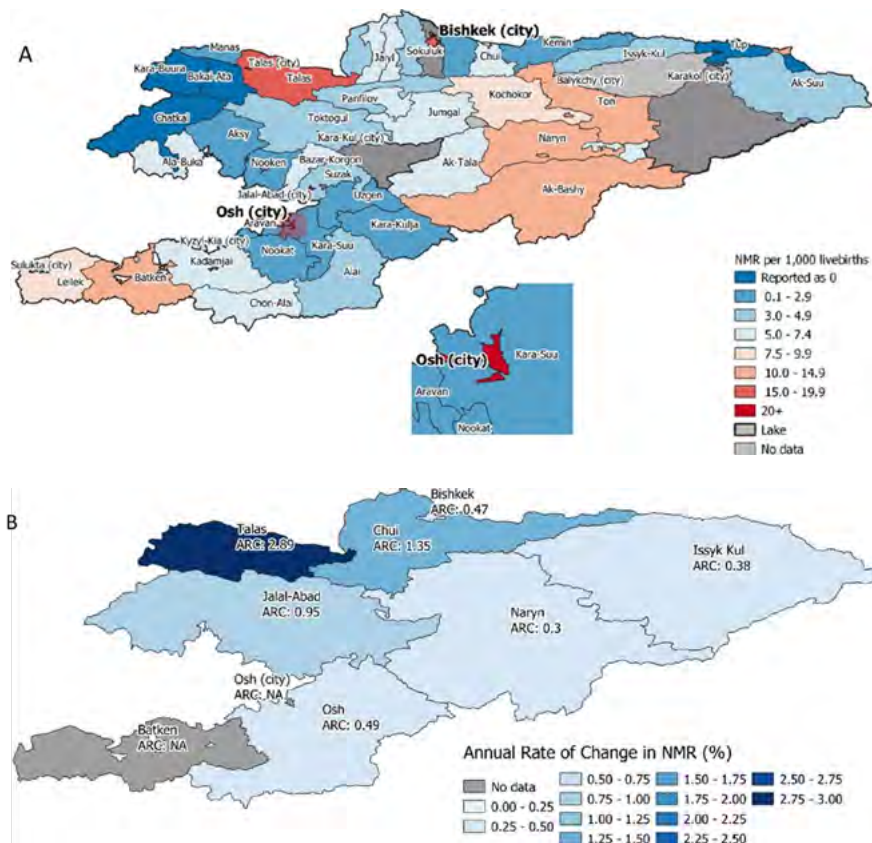 A
Bishkek (city)
Manas
Talas (city)
Jaiyl
Sokuluk
Chui
Kemin
Issyk-Kul
Tup
Kara-Buura
Bakai-Ata
Talas
Balykchy (city)
Karakol (city)
Ak-Suu
Chatkal
Panfilov
Kochokor
Ton
Toktogul
Jumgal
Aksy
Kara-Kul (city)
Naryn
Ala-Buka
Nooken
Bazar-Korgon
Suzak
Ak-Tala
Jalal-Abad (city)
Uzgen
Ak-Bashy
Osh (city)
Aravan
Kara-Kulja
Kyzyl-Kia (city)
Nookat
Kara-Suu
Sulukta (city)
Kadamjai
Leilek
Batken
Alai
Chon-Alai
Osh (city)
Kara-Suu
Aravan
Nookat
NMR per 1,000 livebirths
Reported as 0
0.1 - 2.9
3.0 - 4.9
5.0 - 7.4
7.5 - 9.9
10.0 - 14.9
15.0 - 19.9
20+
Lake
No data
B
Bishkek
ARC: 0.47
Talas
ARC: 2.89
Chui
ARC: 1.35
Issyk Kul
ARC: 0.38
Jalal-Abad
ARC: 0.95
Naryn
ARC: 0.3
Osh (city)
ARC: NA
Osh
ARC: 0.49
Batken
ARC: NA
Annual Rate of Change in NMR (%)
No data
0.00 - 0.25
0.25 - 0.50
0.50 - 0.75
0.75 - 1.00
1.00 - 1.25
1.25 - 1.50
1.50 - 1.75
1.75 - 2.00
2.00 - 2.25
2.25 - 2.50
2.50 - 2.75
2.75 - 3.00